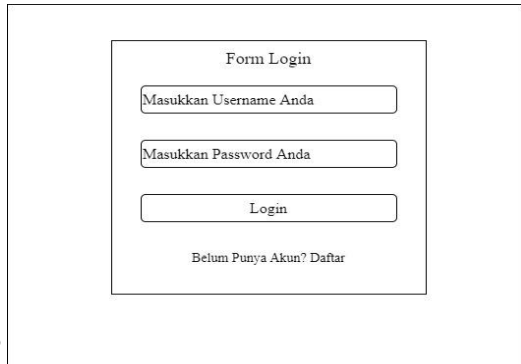 Form Login
Masukkan Username Anda
Masukkan Password Anda
Login
Belum Punya Akun? Daftar